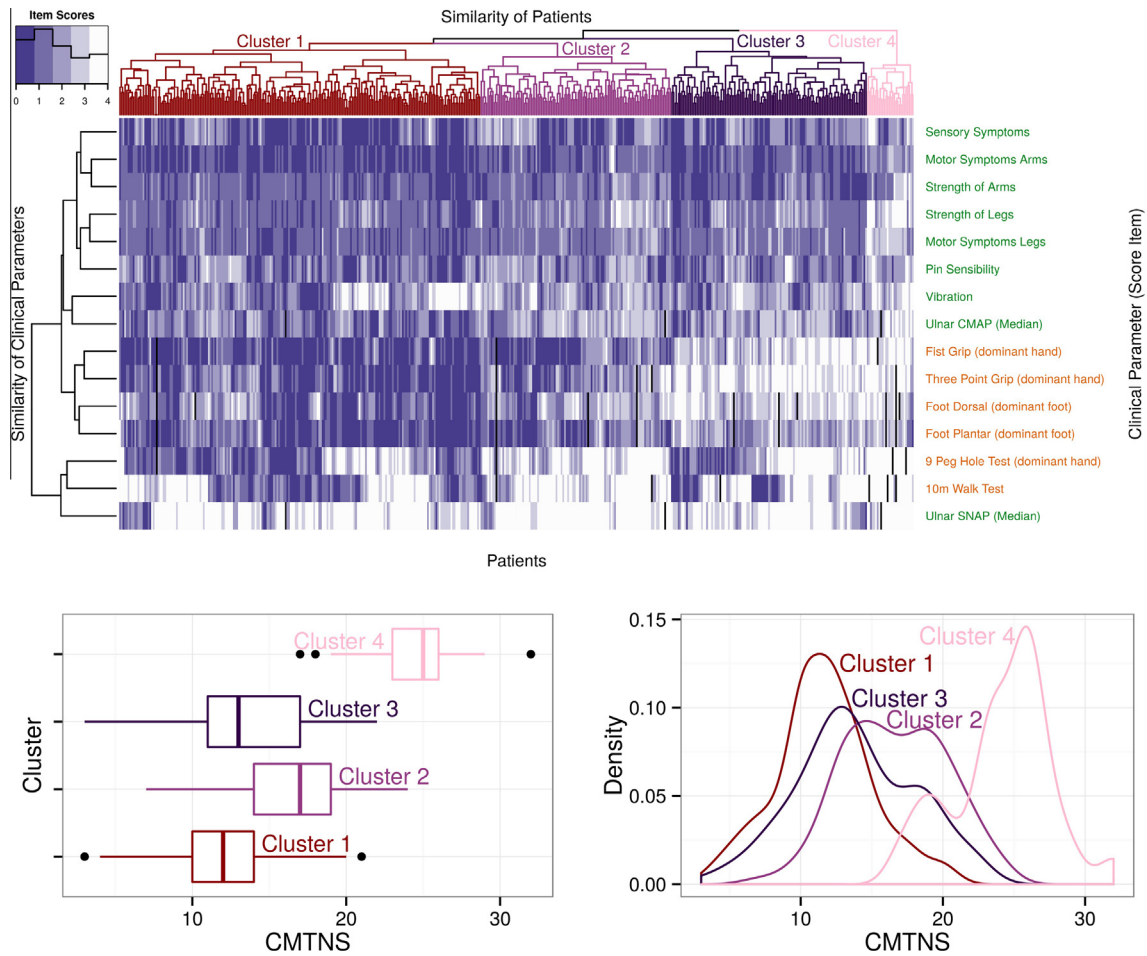 Item Scores
0 1 2 3 4
Similarity of Patients
Cluster 1
Cluster 2
Cluster 3
Cluster 4
Similarity of Clinical Parameters
Sensory Symptoms
Motor Symptoms Arms
Strength of Arms
Strength of Legs
Motor Symptoms Legs
Pin Sensibility
Vibration
Ulnar CMAP (Median)
Fist Grip (dominant hand)
Three Point Grip (dominant hand)
Foot Dorsal (dominant foot)
Foot Plantar (dominant foot)
9 Peg Hole Test (dominant hand)
10m Walk Test
Ulnar SNAP (Median)
Clinical Parameter (Score Item)
Patients
Cluster
Cluster 4
Cluster 3
Cluster 2
Cluster 1
10 20 30
CMTNS
Density
0.15
0.10
0.05
0.00
Cluster 4
Cluster 1
Cluster 3
Cluster 2
10 20 30
CMTNS